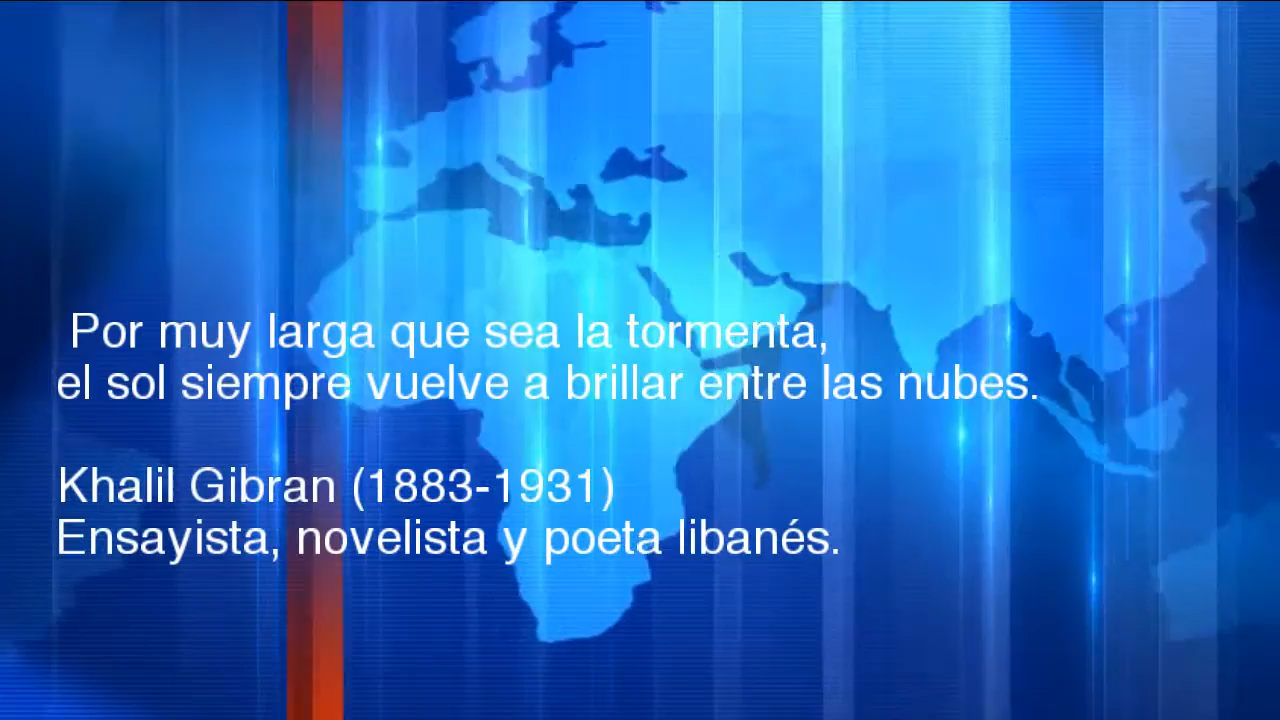 Por muy larga que sea la tormenta,
el sol siempre vuelve a brillar entre las nubes.
Khalil Gibran (1883-1931)
Ensayista, novelista y poeta libanés.